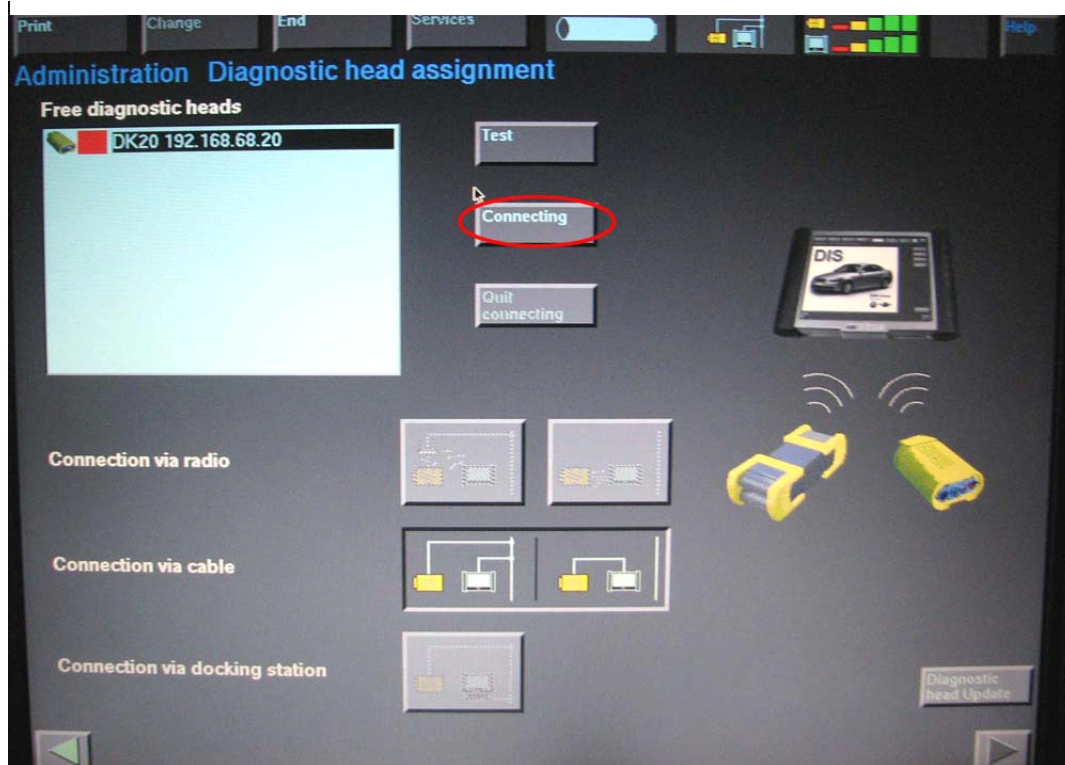 Print
Change
End
Services
Help
Administration Diagnostic head assignment
Free diagnostic heads
DK20 192.168.68.20
Test
Connecting
Quit
connecting
DIS
Connection via radio
Connection via cable
Connection via docking station
Diagnostic
head Update